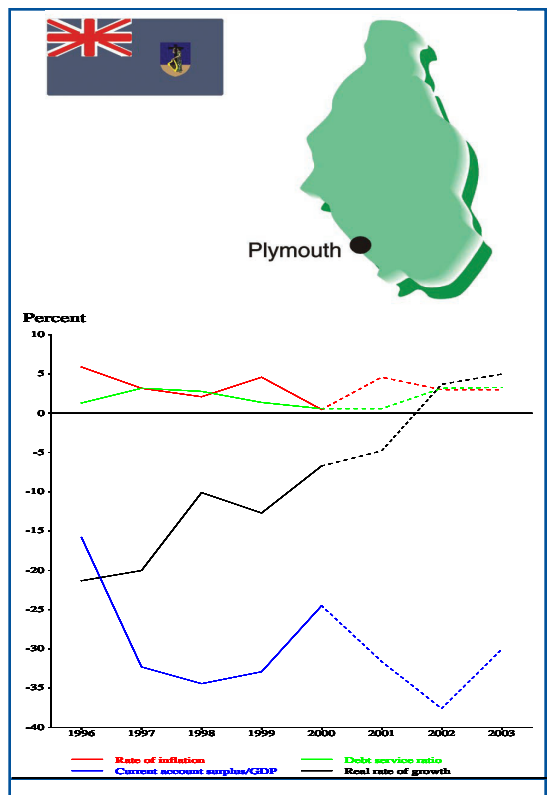 Plymouth
Percent
10
5
0
-5
-10
-15
-20
-25
-30
-35
-40
1996 1997 1998 1999 2000 2001 2002 2003
Rate of inflation Debt service ratio
Current account surplus/GDP Real rate of growth